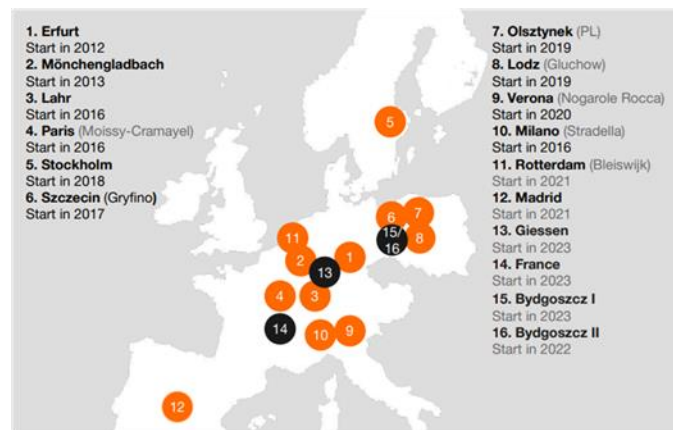 1. Erfurt
Start in 2012
2. Mönchengladbach
Start in 2013
3. Lahr
Start in 2016
4. Paris (Moissy-Cramayel)
Start in 2016
5. Stockholm
Start in 2018
6. Szczecin (Gryfino)
Start in 2017
7. Olsztynek (PL)
Start in 2019
8. Lodz (Gluchow)
Start in 2019
9. Verona (Nogarole Rocca)
Start in 2020
10. Milano (Stradella)
Start in 2016
11. Rotterdam (Bleiswijk)
Start in 2021
12. Madrid
Start in 2021
13. Giessen
Start in 2023
14. France
Start in 2023
15. Bydgoszcz I
Start in 2023
16. Bydgoszcz II
Start in 2022
5
6
7
15/
16
8
11
2
13
1
4
3
14
10
9
12